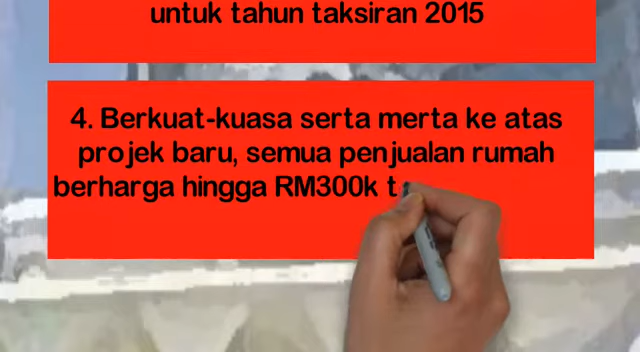 untuk tahun taksiran 2015
4. Berkuat-kuasa serta merta ke atas
projek baru, semua penjualan rumah
berharga hingga RM300k t